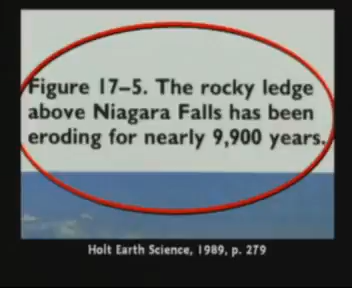 Figure 17–5. The rocky ledge
above Niagara Falls has been
eroding for nearly 9,900 years.
Holt Earth Science, 1989, p. 279